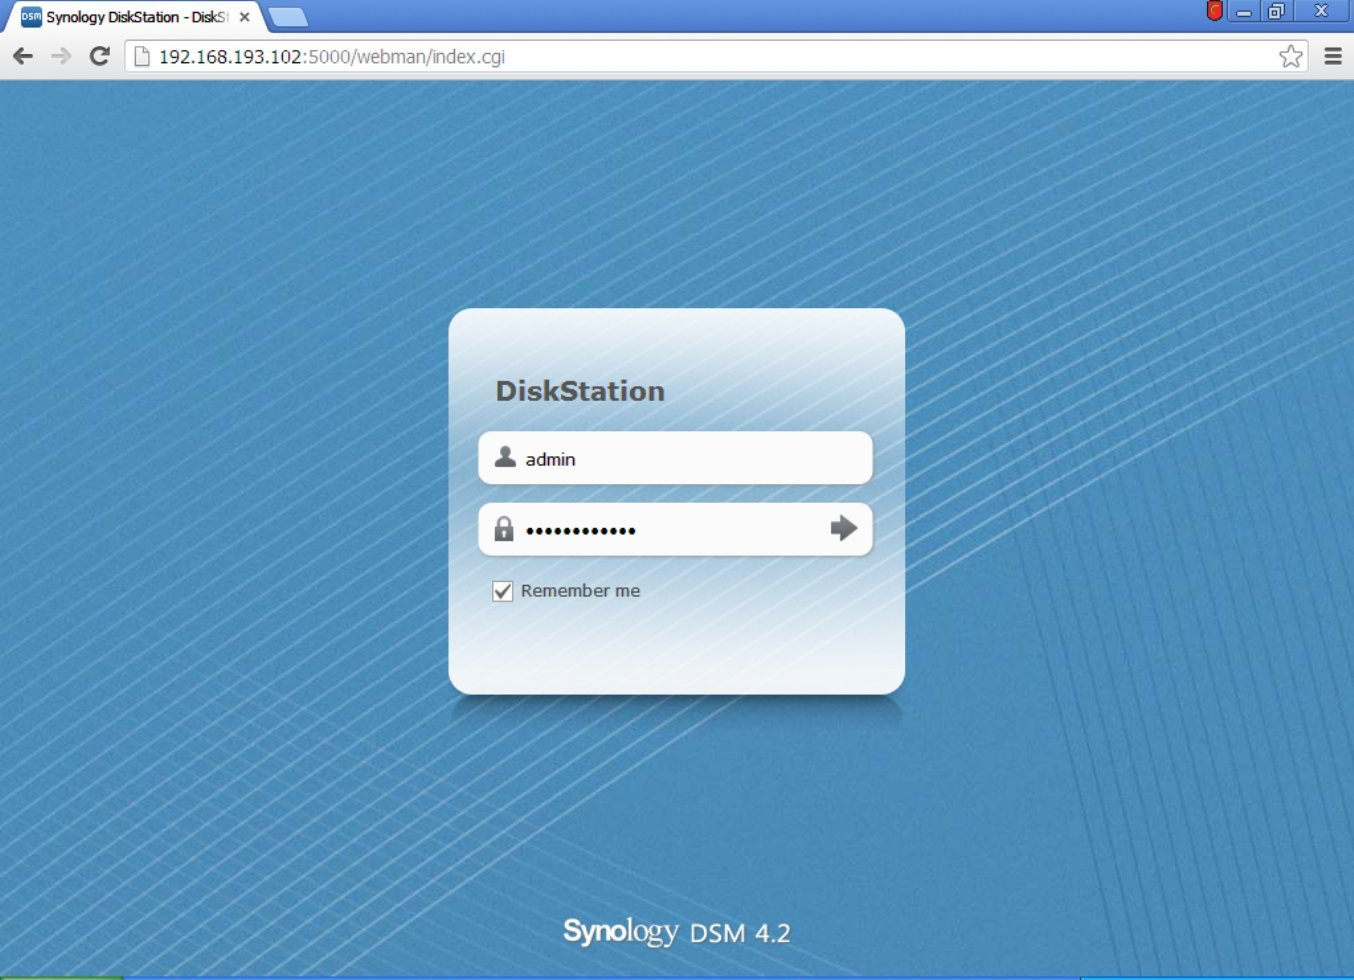 DSM Synology DiskStation - DiskS
192.168.193.102:5000/webman/index.cgi
DiskStation
admin
••••••••••••
Remember me
Synology DSM 4.2